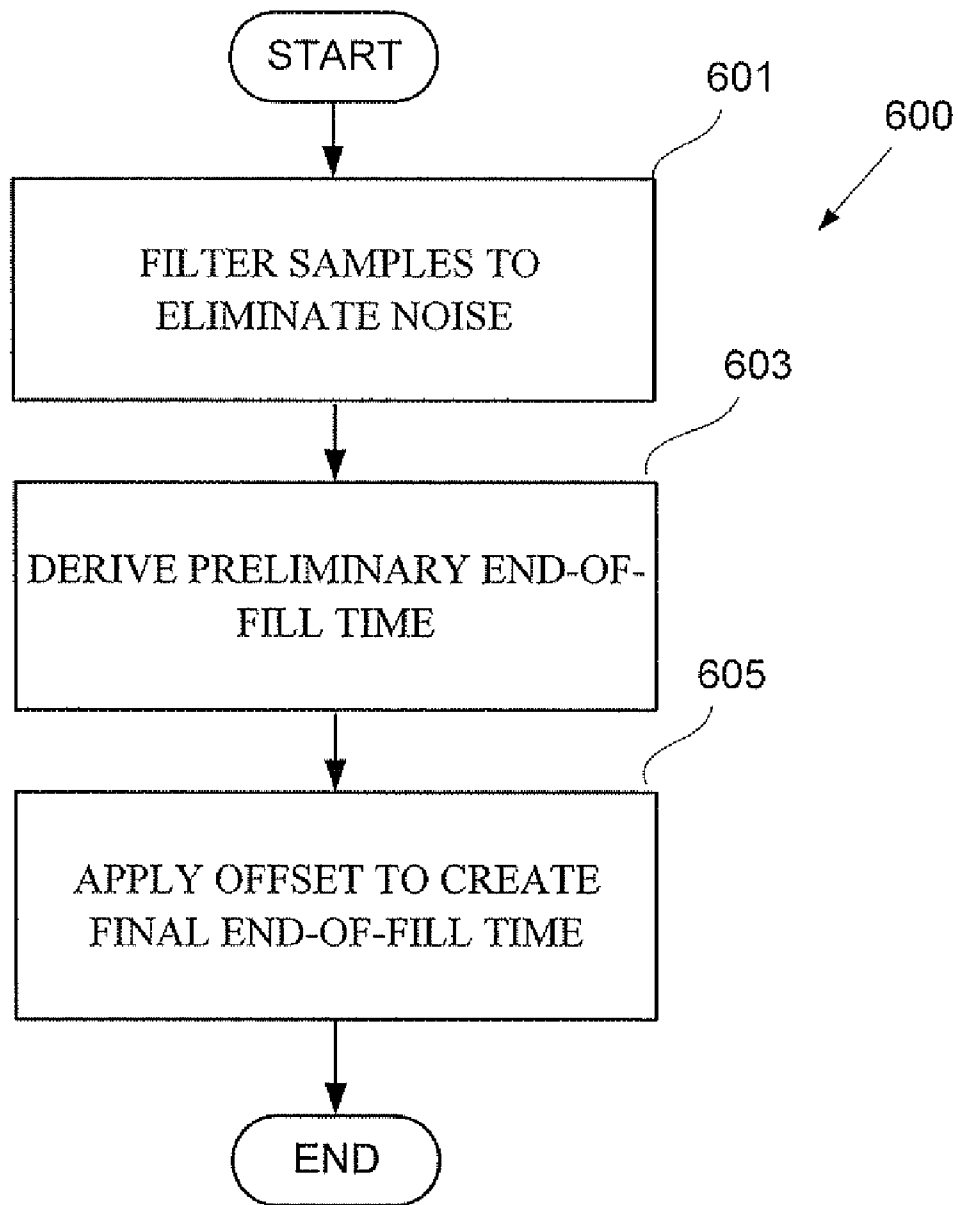 START
601
600
FILTER SAMPLES TO
ELIMINATE NOISE
603
DERIVE PRELIMINARY END-OF-
FILL TIME
605
APPLY OFFSET TO CREATE
FINAL END-OF-FILL TIME
END